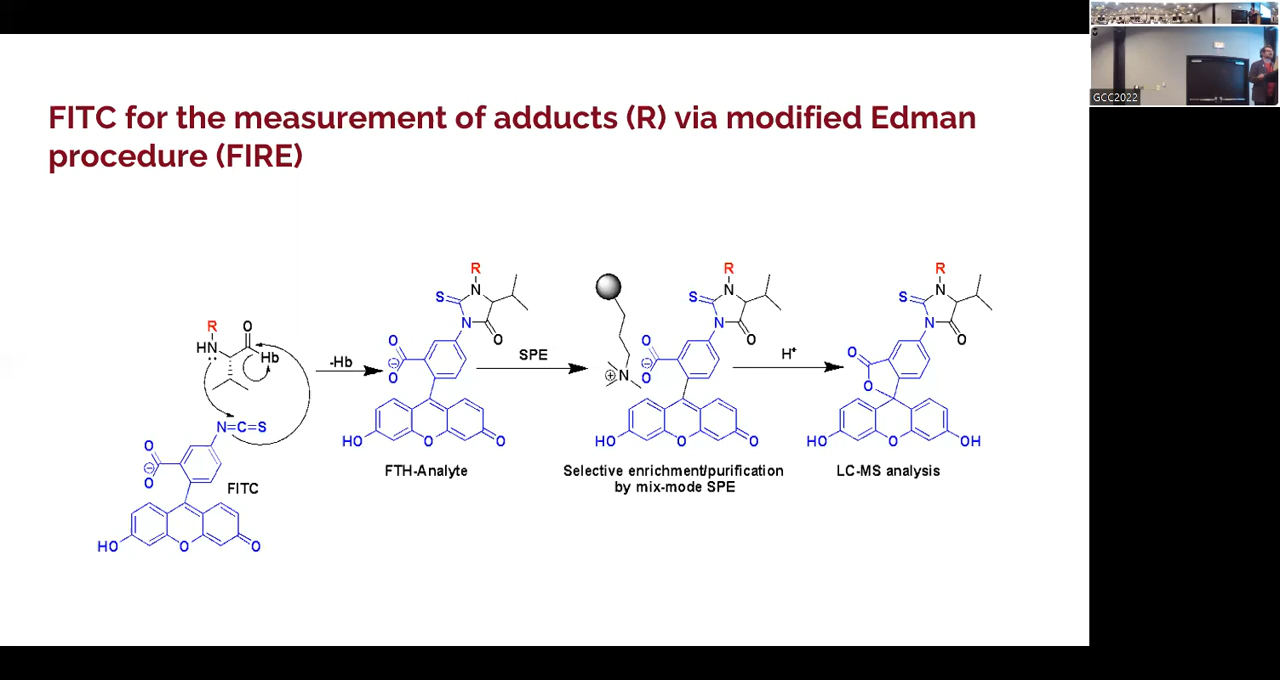 FITC for the measurement of adducts (R) via modified Edman
procedure (FIRE)
GCC2022
R
O
HN
Hb
N=C=S
O
⊖
O
FITC
HO
O
O
-Hb
R
S
N
N
O
O
⊖
O
HO
O
O
FTH-Analyte
SPE
⊕
N
R
S
N
N
O
O
⊖
O
HO
O
O
Selective enrichment/purification
by mix-mode SPE
H⁺
R
S
N
N
O
O
O
HO
O
OH
LC-MS analysis